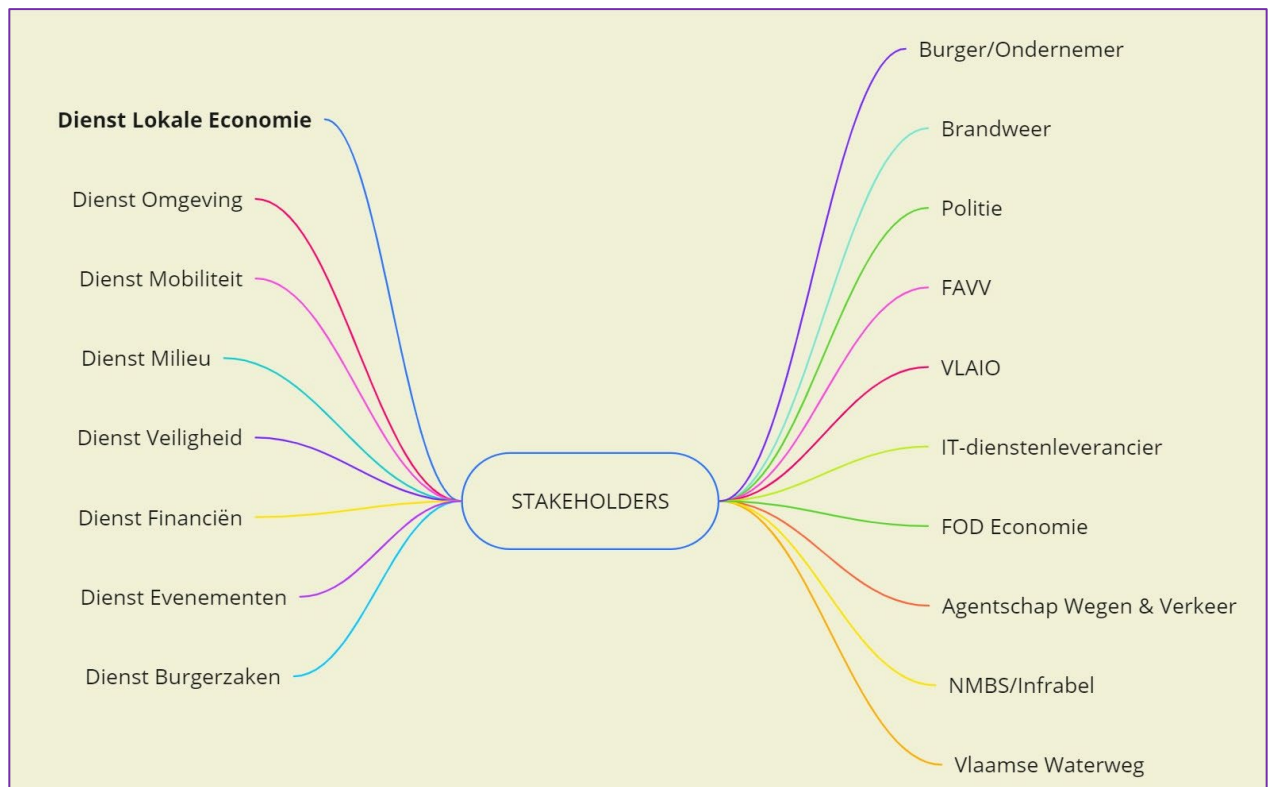 Dienst Lokale Economie
Dienst Omgeving
Dienst Mobiliteit
Dienst Milieu
Dienst Veiligheid
Dienst Financiën
Dienst Evenementen
Dienst Burgerzaken
STAKEHOLDERS
Burger/Ondernemer
Brandweer
Politie
FAVV
VLAIO
IT-dienstenleverancier
FOD Economie
Agentschap Wegen & Verkeer
NMBS/Infrabel
Vlaamse Waterweg